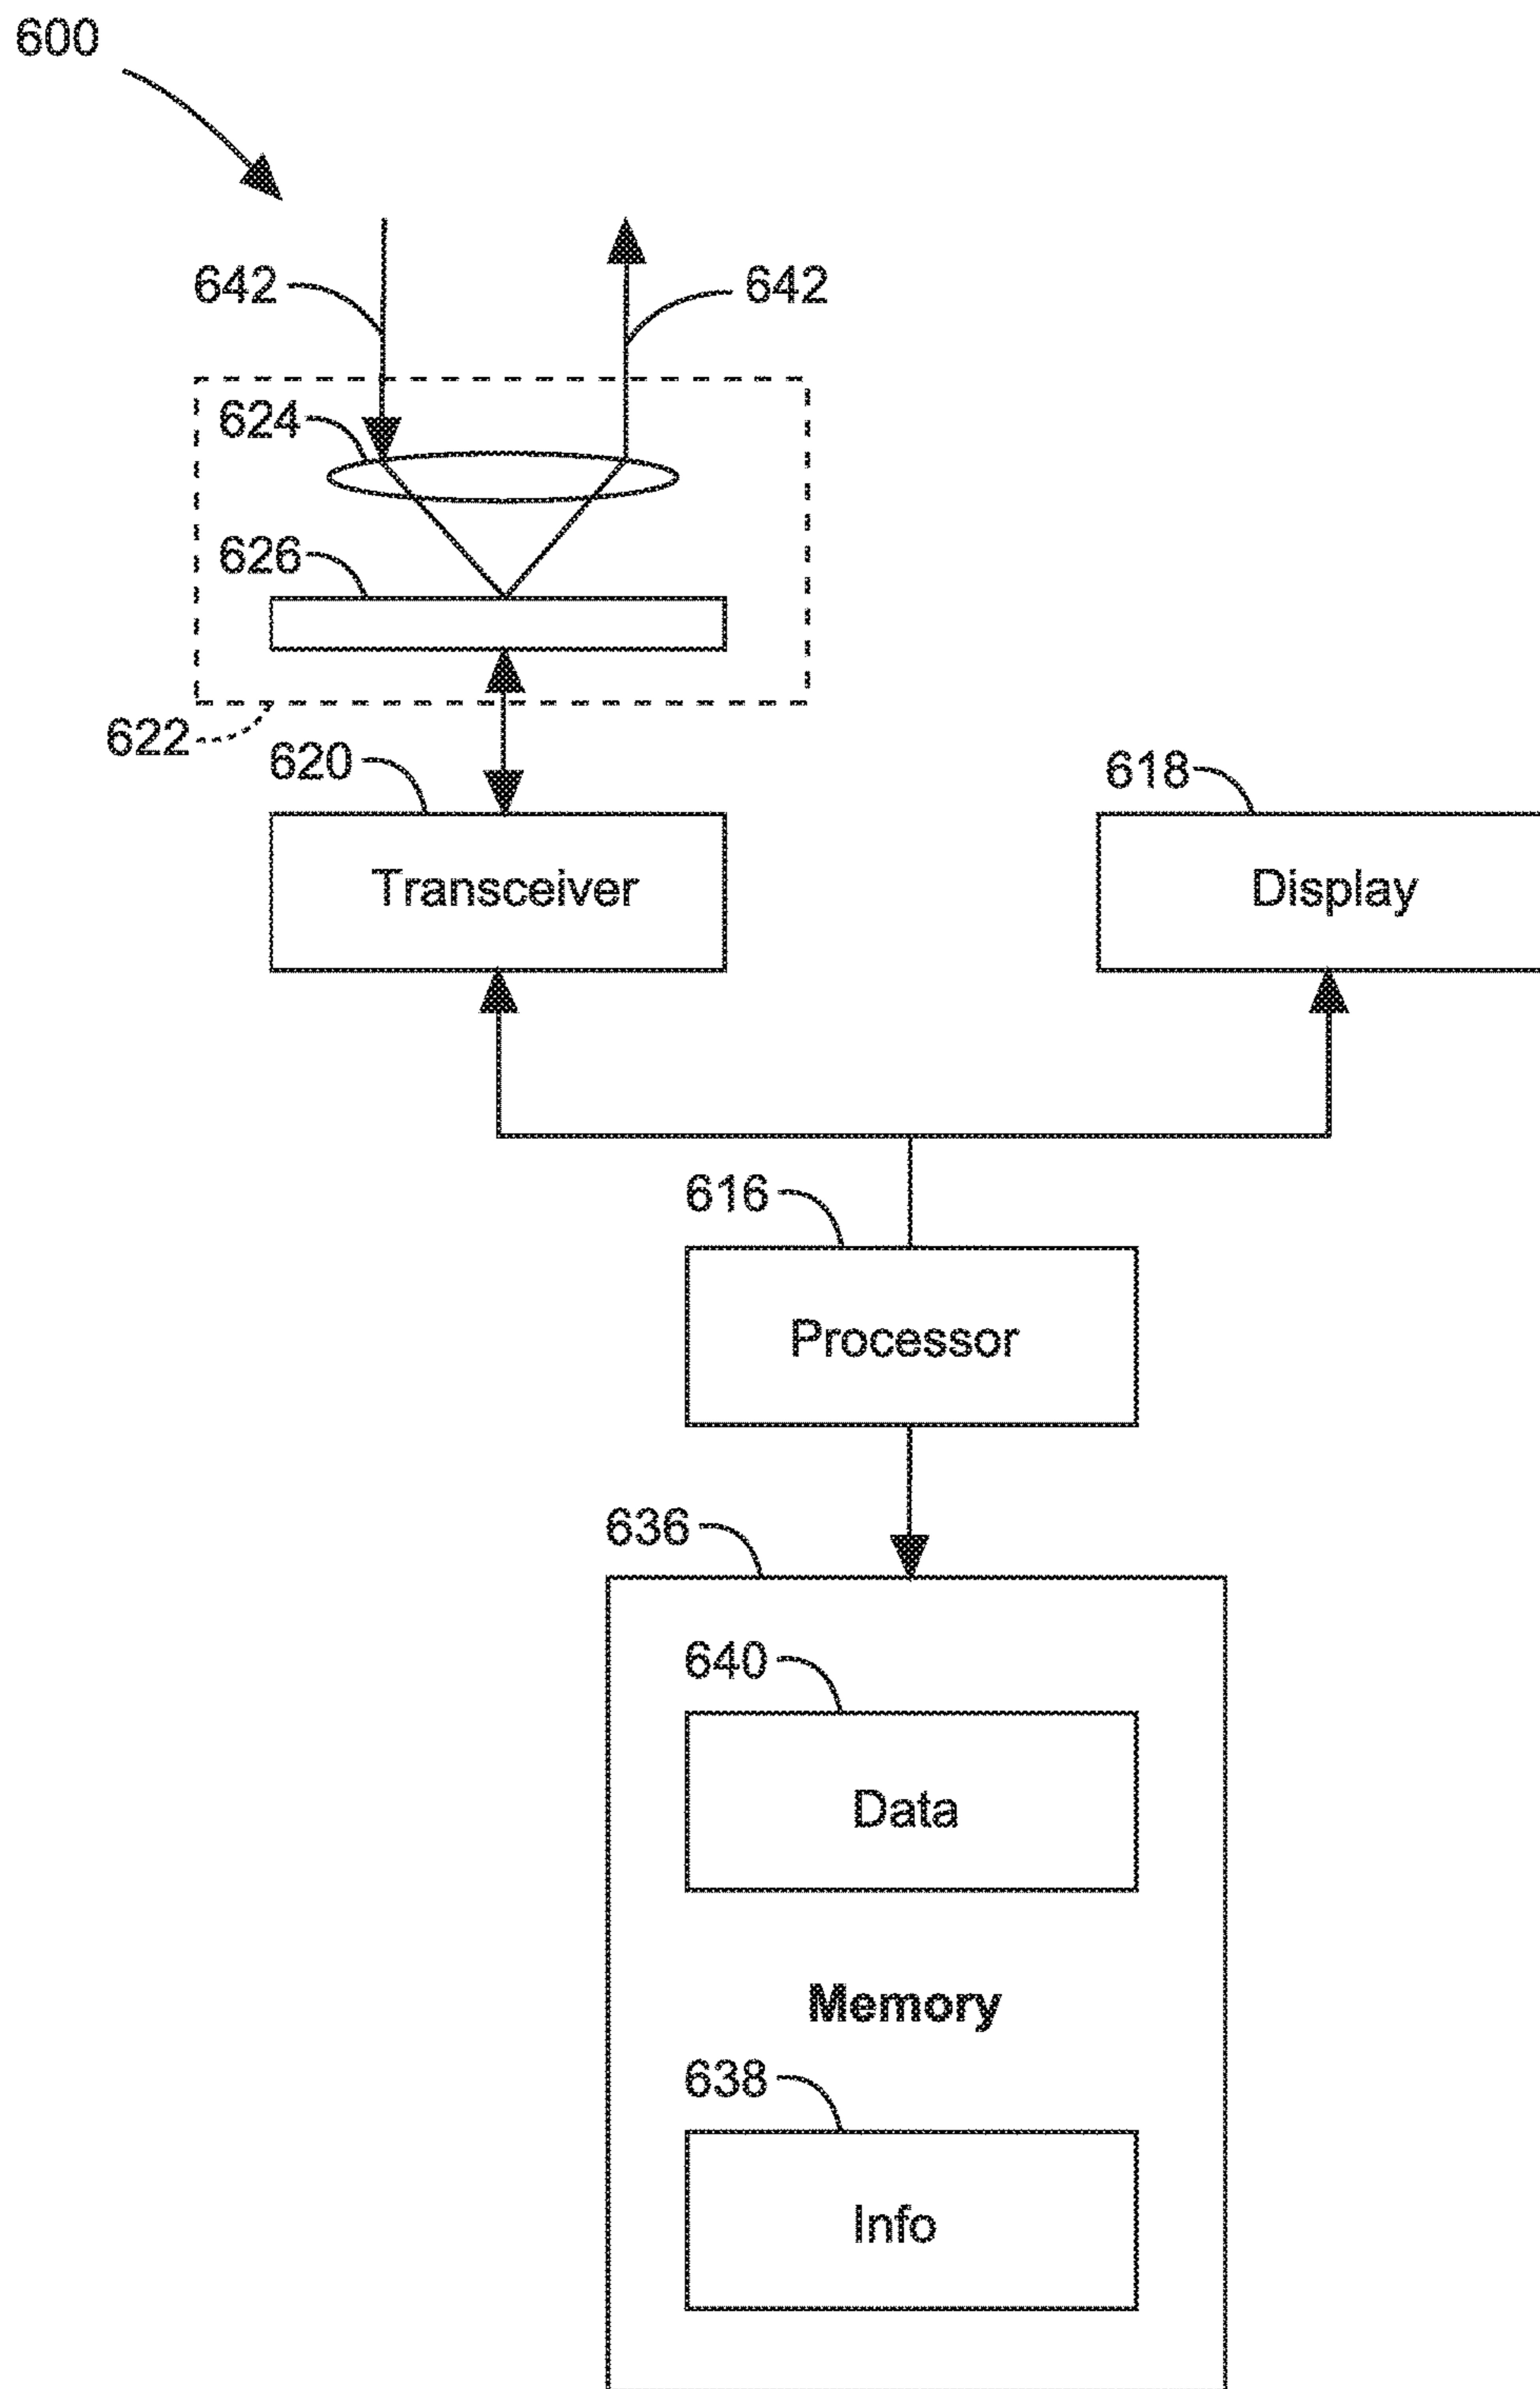 600
642
642
624
626
622
620
618
Transceiver
Display
616
Processor
636
640
Data
Memory
638
Info